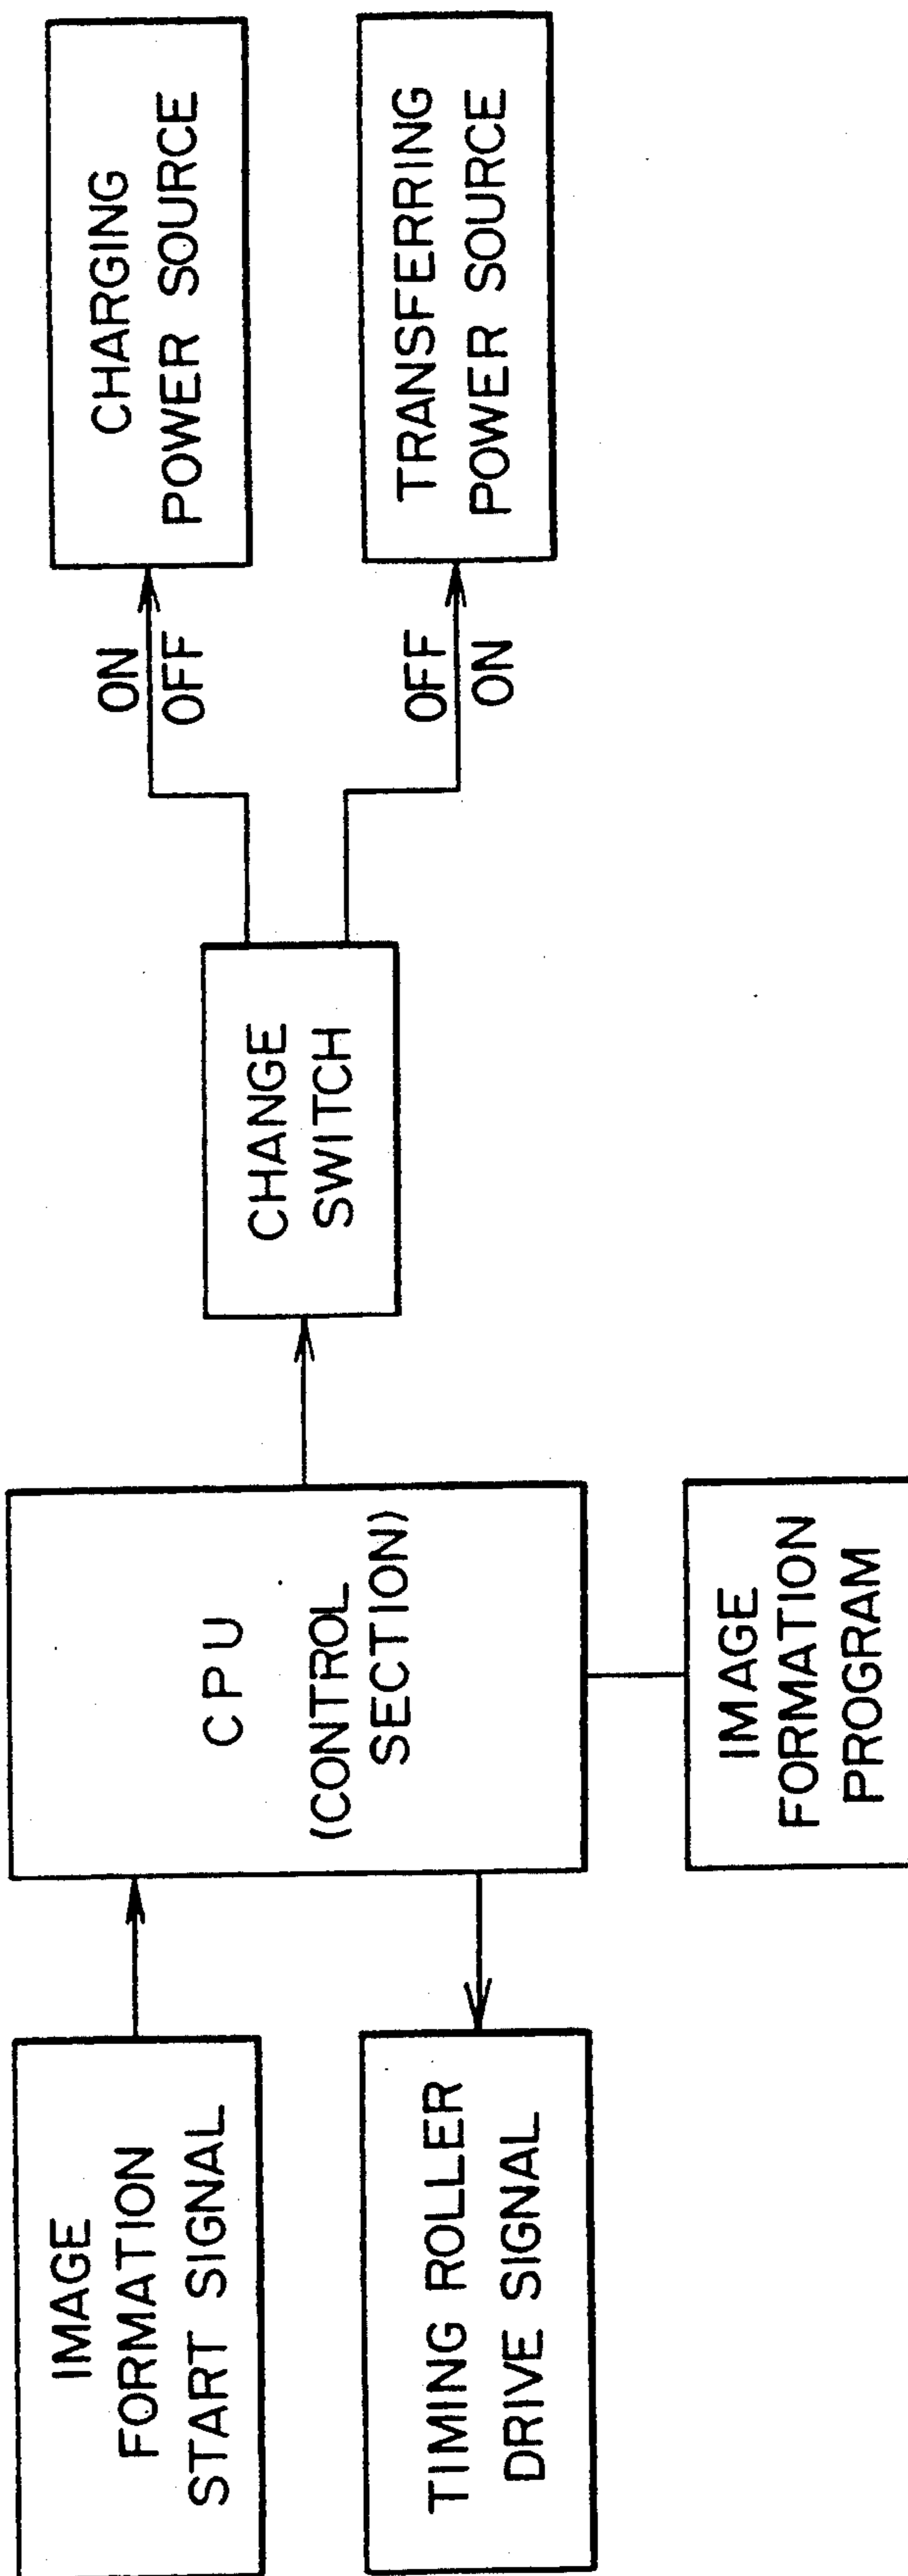 IMAGE
FORMATION
START SIGNAL
TIMING ROLLER
DRIVE SIGNAL
CPU
(CONTROL
SECTION)
IMAGE
FORMATION
PROGRAM
CHANGE
SWITCH
ON
OFF
OFF
ON
CHARGING
POWER SOURCE
TRANSFERRING
POWER SOURCE